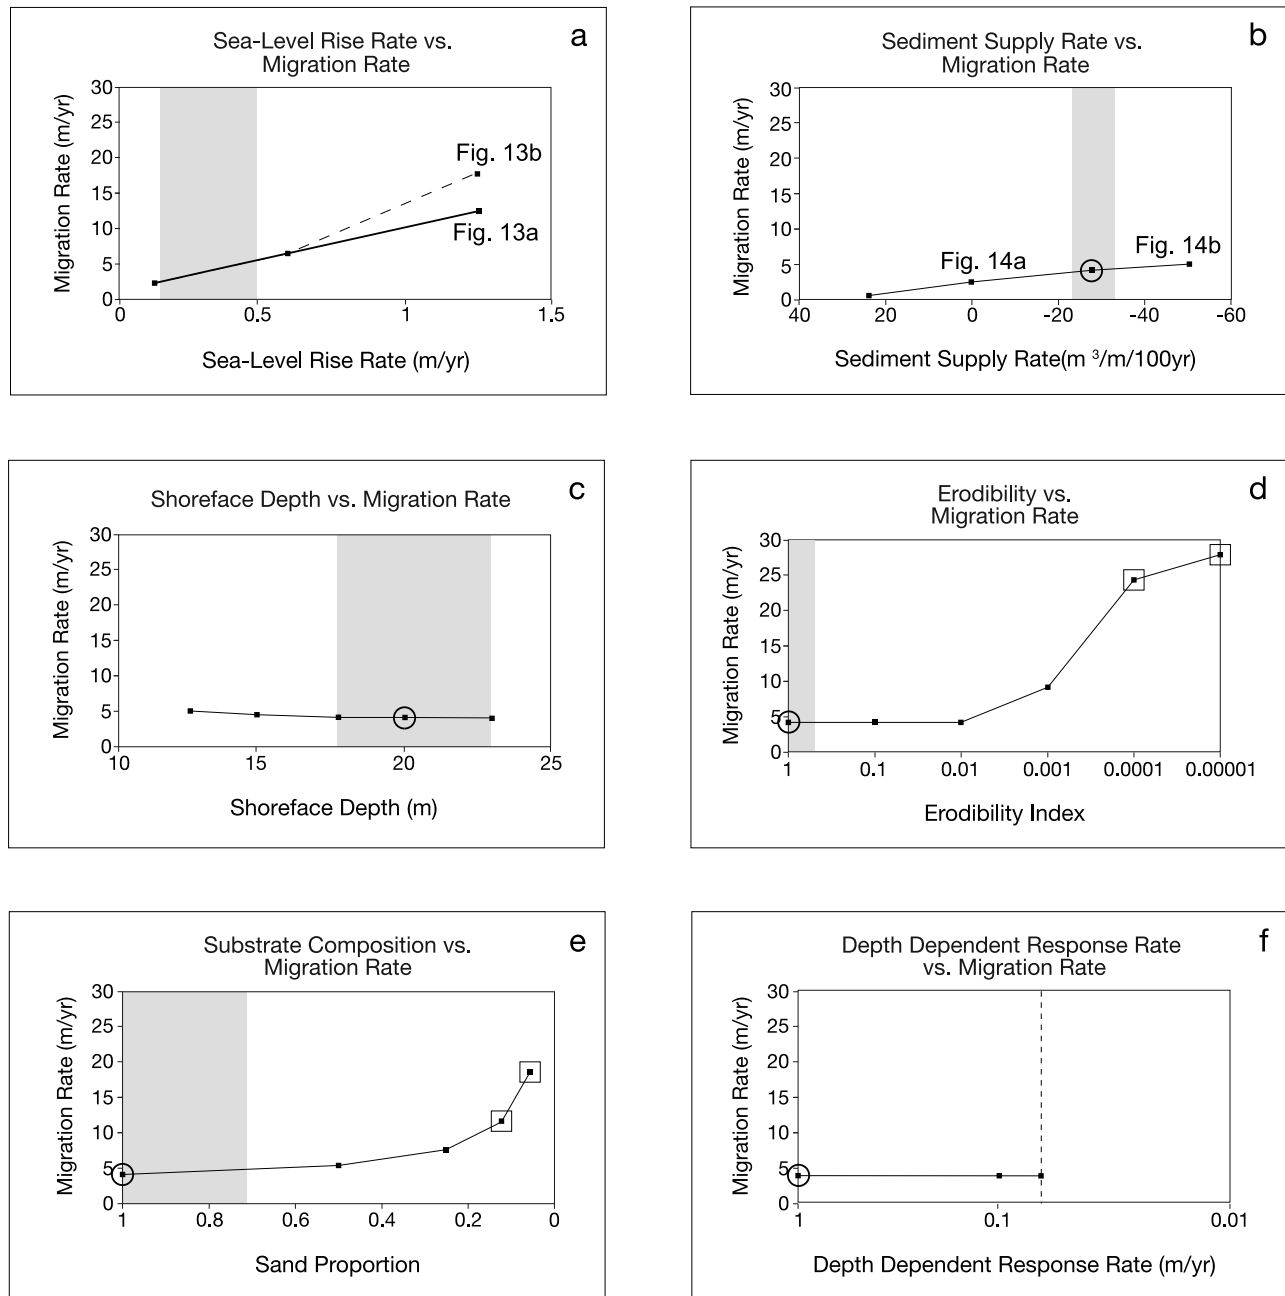 a
Sea-Level Rise Rate vs.
Migration Rate
Migration Rate (m/yr)
30
25
20
15
10
5
0
Fig. 13b
Fig. 13a
0
0.5
1
1.5
Sea-Level Rise Rate (m/yr)
b
Sediment Supply Rate vs.
Migration Rate
Migration Rate (m/yr)
30
25
20
15
10
5
0
Fig. 14a
Fig. 14b
40
20
0
-20
-40
-60
Sediment Supply Rate(m ³/m/100yr)
c
Shoreface Depth vs. Migration Rate
Migration Rate (m/yr)
30
25
20
15
10
5
0
10
15
20
25
Shoreface Depth (m)
d
Erodibility vs.
Migration Rate
Migration Rate (m/yr)
30
25
20
15
10
5
0
1
0.1
0.01
0.001
0.0001
0.00001
Erodibility Index
e
Substrate Composition vs.
Migration Rate
Migration Rate (m/yr)
30
25
20
15
10
5
0
1
0.8
0.6
0.4
0.2
0
Sand Proportion
f
Depth Dependent Response Rate
vs. Migration Rate
Migration Rate (m/yr)
30
25
20
15
10
5
0
1
0.1
0.01
Depth Dependent Response Rate (m/yr)